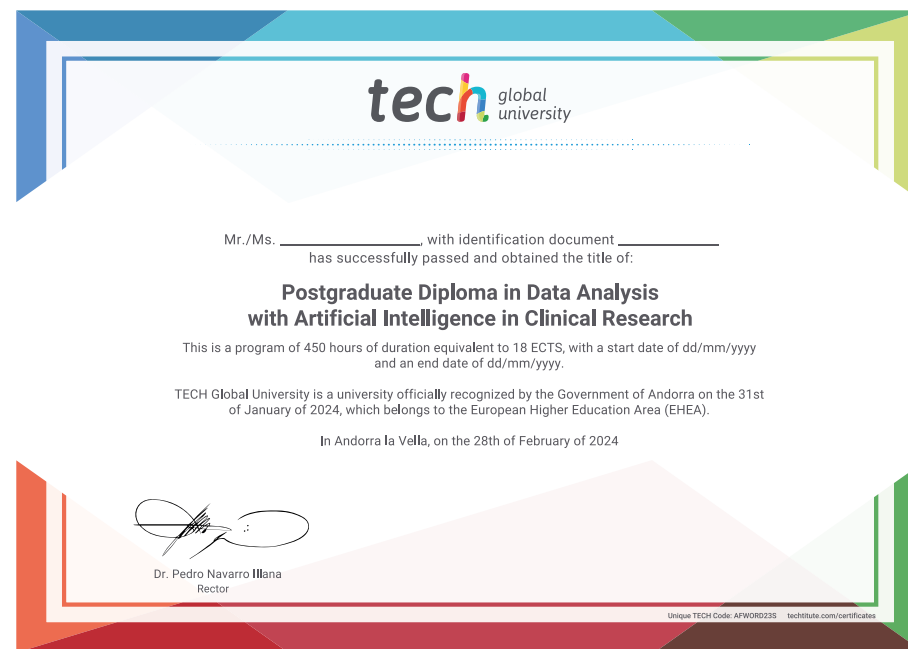 tech global university
Mr./Ms. ____________, with identification document ____________
has successfully passed and obtained the title of:
Postgraduate Diploma in Data Analysis
with Artificial Intelligence in Clinical Research
This is a program of 450 hours of duration equivalent to 18 ECTS, with a start date of dd/mm/yyyy
and an end date of dd/mm/yyyy.
TECH Global University is a university officially recognized by the Government of Andorra on the 31st
of January of 2024, which belongs to the European Higher Education Area (EHEA).
In Andorra la Vella, on the 28th of February of 2024
Dr. Pedro Navarro Illana
Rector
Unique TECH Code: AFWORD23S techtitute.com/certificates